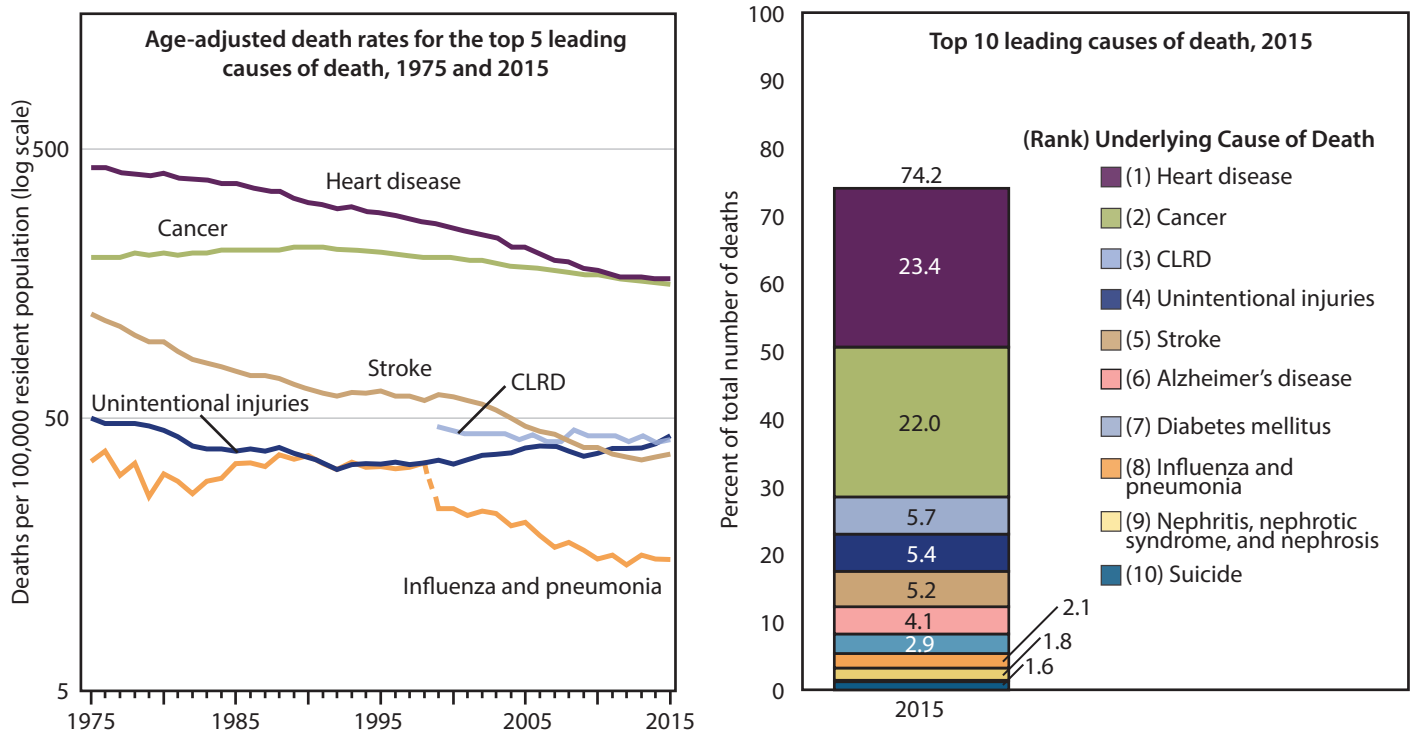 Age-adjusted death rates for the top 5 leading
causes of death, 1975 and 2015
Deaths per 100,000 resident population (log scale)
500
50
5
Heart disease
Cancer
Stroke
CLRD
Unintentional injuries
Influenza and pneumonia
1975
1985
1995
2005
2015
Top 10 leading causes of death, 2015
Percent of total number of deaths
100
90
80
70
60
50
40
30
20
10
0
74.2
23.4
22.0
5.7
5.4
5.2
4.1
2.9
2.1
1.8
1.6
2015
(Rank) Underlying Cause of Death
(1) Heart disease
(2) Cancer
(3) CLRD
(4) Unintentional injuries
(5) Stroke
(6) Alzheimer's disease
(7) Diabetes mellitus
(8) Influenza and
pneumonia
(9) Nephritis, nephrotic
syndrome, and nephrosis
(10) Suicide